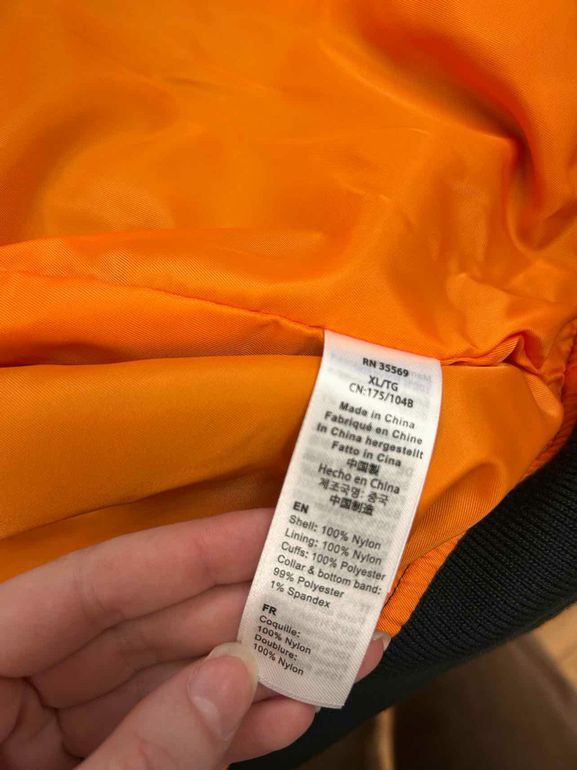 RN 35569
XL/TG
CN:175/104B
Made in China
Fabriqué en Chine
In China hergestellt
Fatto in Cina
中国製
Hecho en China
제조국명: 중국
中国制造
EN
Shell: 100% Nylon
Lining: 100% Nylon
Cuffs: 100% Polyester
Collar & bottom band:
99% Polyester
1% Spandex
FR
Coquille:
100% Nylon
Doublure:
100% Nylon